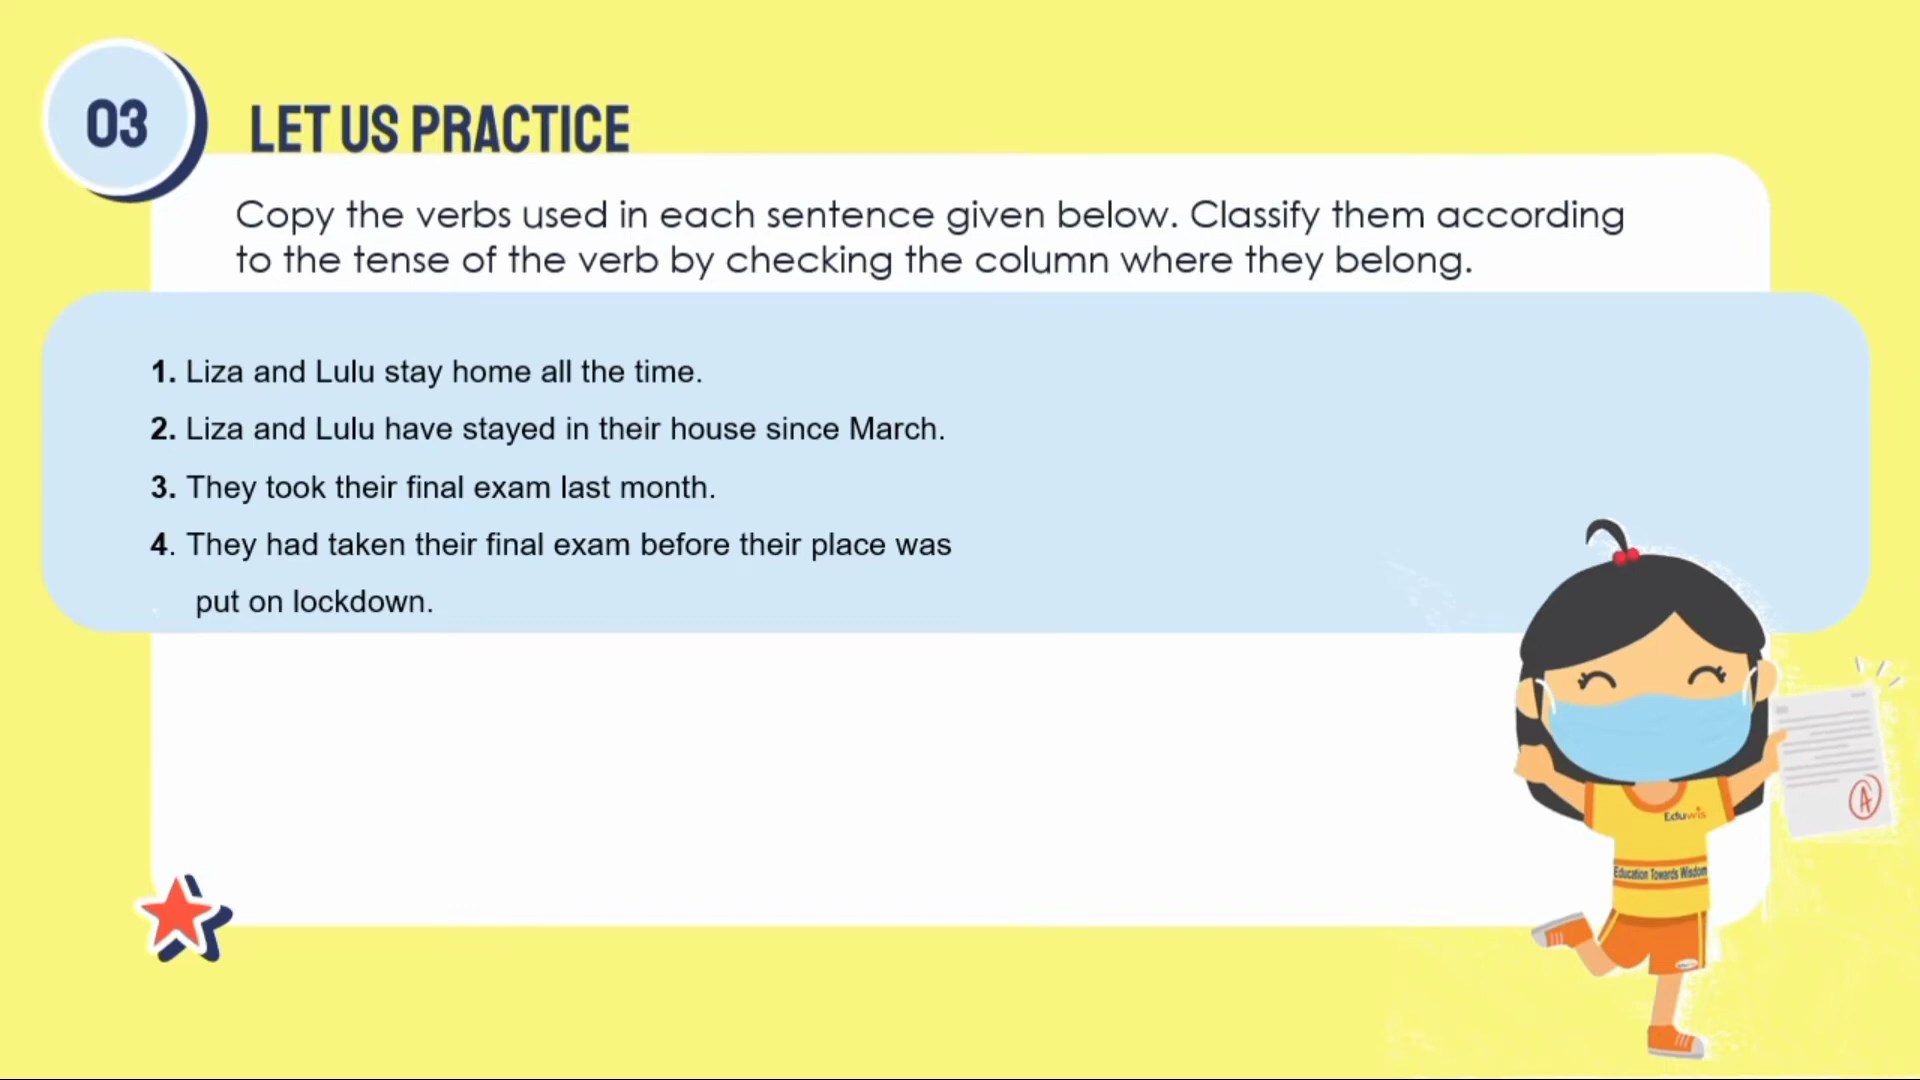 03
LET US PRACTICE
Copy the verbs used in each sentence given below. Classify them according
to the tense of the verb by checking the column where they belong.
1. Liza and Lulu stay home all the time.
2. Liza and Lulu have stayed in their house since March.
3. They took their final exam last month.
4. They had taken their final exam before their place was
put on lockdown.
Eduwis
Education Towards Wisdom
A